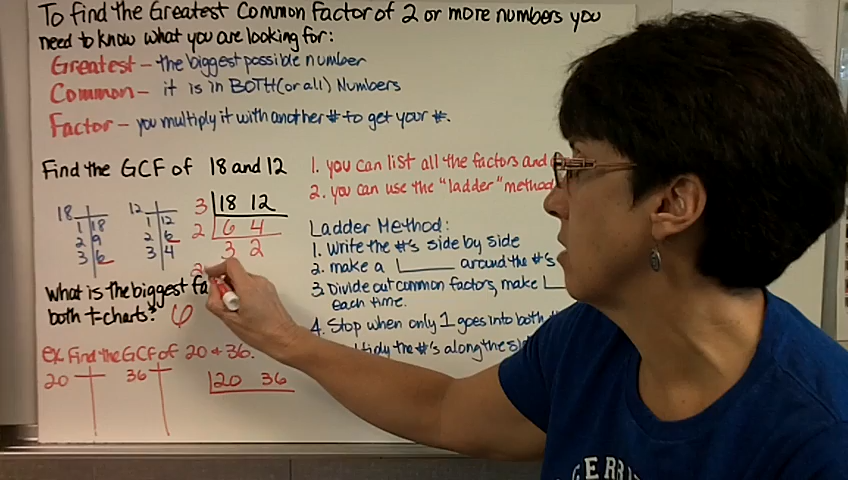 To find the Greatest Common Factor of 2 or more numbers you
need to know what you are looking for:
Greatest - the biggest possible number
Common - it is in BOTH (or all) Numbers
Factor - you multiply it with another # to get your #.
Find the GCF of 18 and 12
1. you can list all the factors and
2. you can use the "ladder" method
18
1 18
2 9
3 6
12
1 12
2 6
3 4
3 18 12
2 6 4
3 2
2
Ladder Method:
1. Write the #'s side by side
2. make a L____ around the #'s
3. Divide out common factors, make L
each time.
4. Stop when only 1 goes into both
the #'s along the
What is the biggest fa
both t-charts? 6
ex. Find the GCF of 20 + 36.
20 36 20 36
GERRI